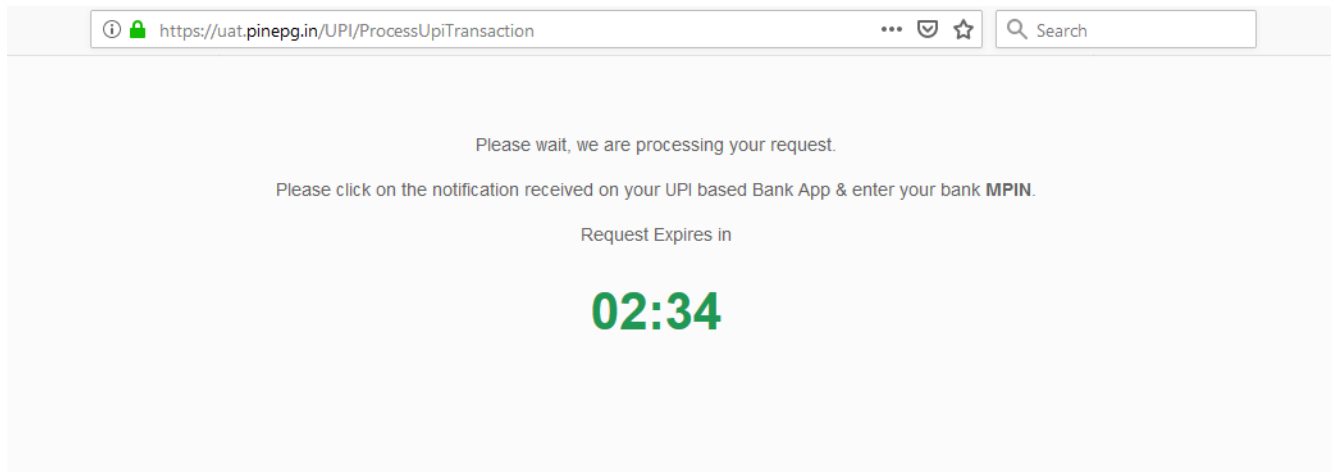 https://uat.pinepg.in/UPI/ProcessUpiTransaction
Search
Please wait, we are processing your request.
Please click on the notification received on your UPI based Bank App & enter your bank MPIN.
Request Expires in
02:34